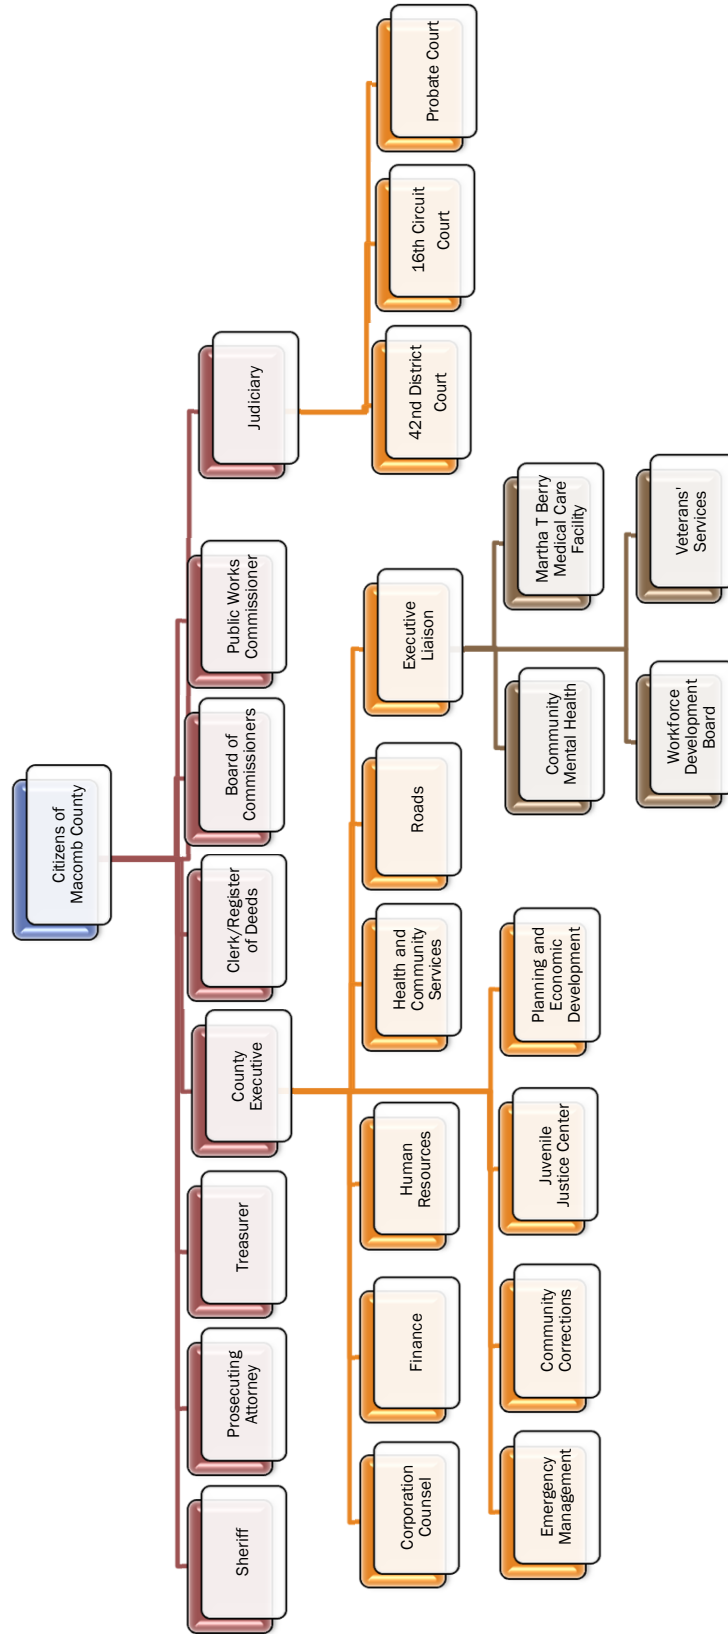 Citizens of
Macomb County
Sheriff
Prosecuting
Attorney
Treasurer
County
Executive
Clerk/Register
of Deeds
Board of
Commissioners
Public Works
Commissioner
Judiciary
Corporation
Counsel
Finance
Human
Resources
Health and
Community
Services
Roads
Executive
Liaison
42nd District
Court
16th Circuit
Court
Probate Court
Emergency
Management
Community
Corrections
Juvenile
Justice Center
Planning and
Economic
Development
Community
Mental Health
Martha T Berry
Medical Care
Facility
Workforce
Development
Board
Veterans'
Services